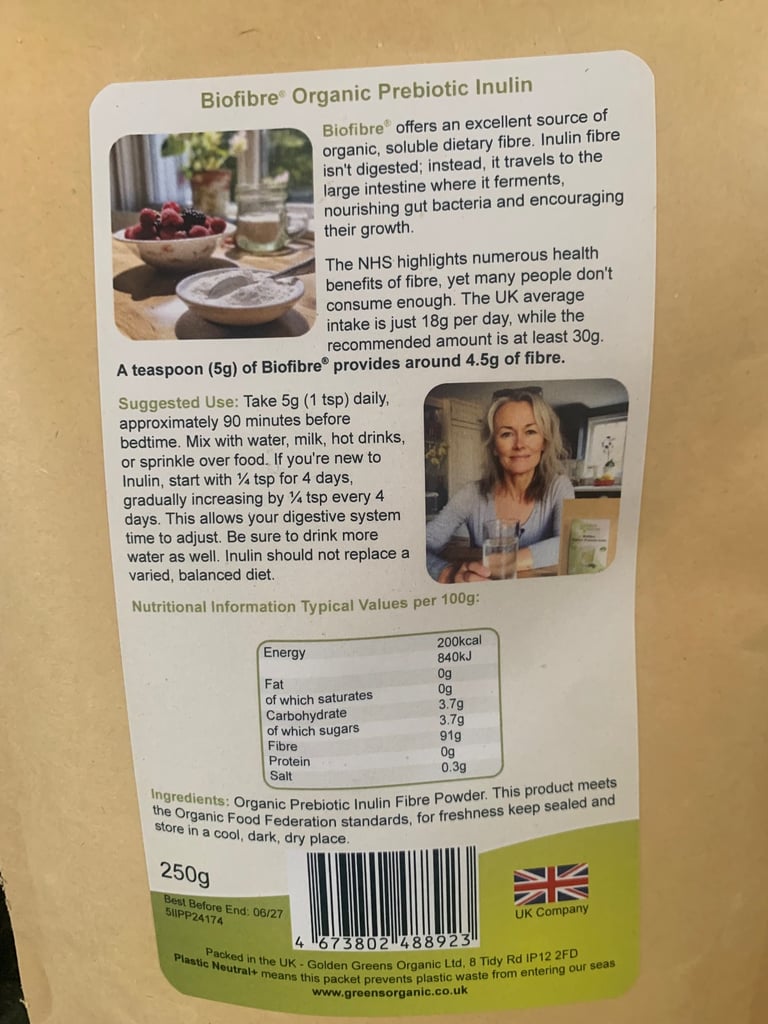 Biofibre® Organic Prebiotic Inulin
Biofibre® offers an excellent source of
organic, soluble dietary fibre. Inulin fibre
isn't digested; instead, it travels to the
large intestine where it ferments,
nourishing gut bacteria and encouraging
their growth.
The NHS highlights numerous health
benefits of fibre, yet many people don't
consume enough. The UK average
intake is just 18g per day, while the
recommended amount is at least 30g.
A teaspoon (5g) of Biofibre® provides around 4.5g of fibre.
Suggested Use: Take 5g (1 tsp) daily,
approximately 90 minutes before
bedtime. Mix with water, milk, hot drinks,
or sprinkle over food. If you're new to
Inulin, start with ¼ tsp for 4 days,
gradually increasing by ¼ tsp every 4
days. This allows your digestive system
time to adjust. Be sure to drink more
water as well. Inulin should not replace a
varied, balanced diet.
Nutritional Information Typical Values per 100g:
Energy 200kcal
840kJ
Fat 0g
of which saturates 0g
Carbohydrate 3.7g
of which sugars 3.7g
Fibre 91g
Protein 0g
Salt 0.3g
Ingredients: Organic Prebiotic Inulin Fibre Powder. This product meets
the Organic Food Federation standards, for freshness keep sealed and
store in a cool, dark, dry place.
250g
Best Before End: 06/27
5IIPP24174
4 673802 488923
UK Company
Packed in the UK - Golden Greens Organic Ltd, 8 Tidy Rd IP12 2FD
Plastic Neutral+ means this packet prevents plastic waste from entering our seas
www.greensorganic.co.uk